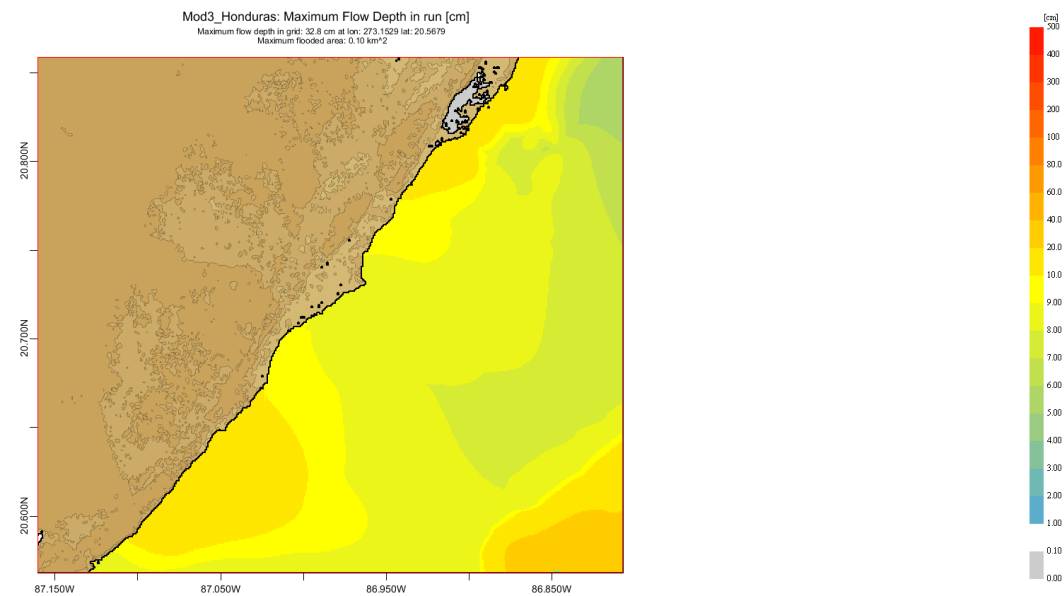 Mod3_Honduras: Maximum Flow Depth in run [cm]
Maximum flow depth in grid: 32.8 cm at lon: 273.1529 lat: 20.5679
Maximum flooded area: 0.10 km^2
20.800N
20.700N
20.600N
87.150W
87.050W
86.950W
86.850W
[cm]
500
400
300
200
100
80.0
60.0
40.0
20.0
10.0
9.00
8.00
7.00
6.00
5.00
4.00
3.00
2.00
1.00
0.10
0.00